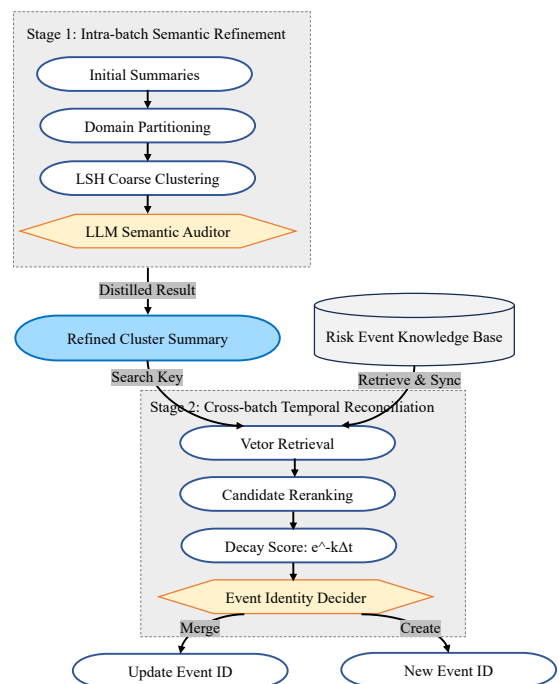 Stage 1: Intra-batch Semantic Refinement
Initial Summaries
Domain Partitioning
LSH Coarse Clustering
LLM Semantic Auditor
Distilled Result
Refined Cluster Summary
Risk Event Knowledge Base
Search Key
Retrieve & Sync
Stage 2: Cross-batch Temporal Reconciliation
Vetor Retrieval
Candidate Reranking
Decay Score: e^-kΔt
Event Identity Decider
Merge
Create
Update Event ID
New Event ID